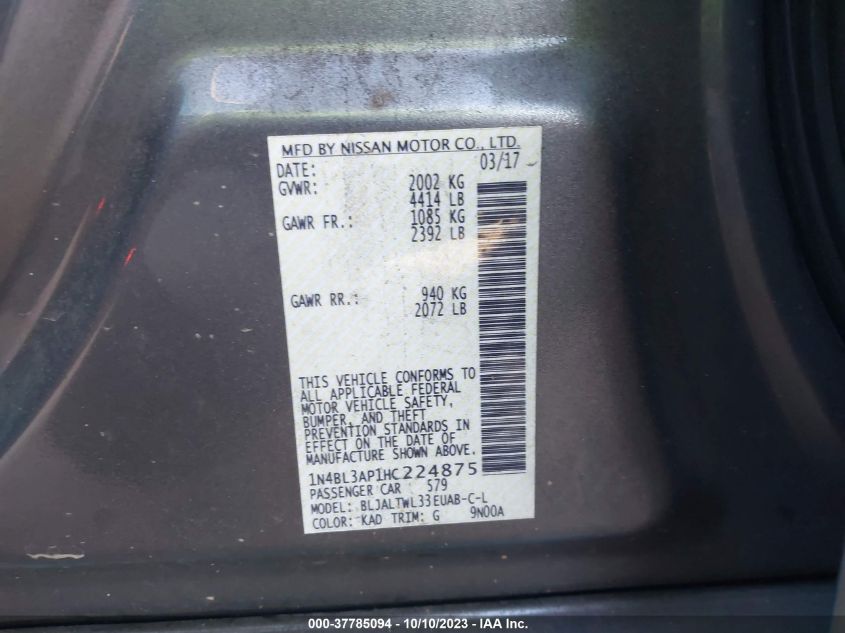 MFD BY NISSAN MOTOR CO., LTD.
DATE: 03/17
GVWR: 2002 KG
4414 LB
GAWR FR.: 1085 KG
2392 LB
GAWR RR.: 940 KG
2072 LB
THIS VEHICLE CONFORMS TO
ALL APPLICABLE FEDERAL
MOTOR VEHICLE SAFETY,
BUMPER, AND THEFT
PREVENTION STANDARDS IN
EFFECT ON THE DATE OF
MANUFACTURE SHOWN ABOVE.
1N4BL3AP1HC224875
PASSENGER CAR 579
MODEL: BLJALTWL33EUAB-C-L
COLOR: KAD TRIM: G 9N00A
000-37785094 - 10/10/2023 - IAA Inc.